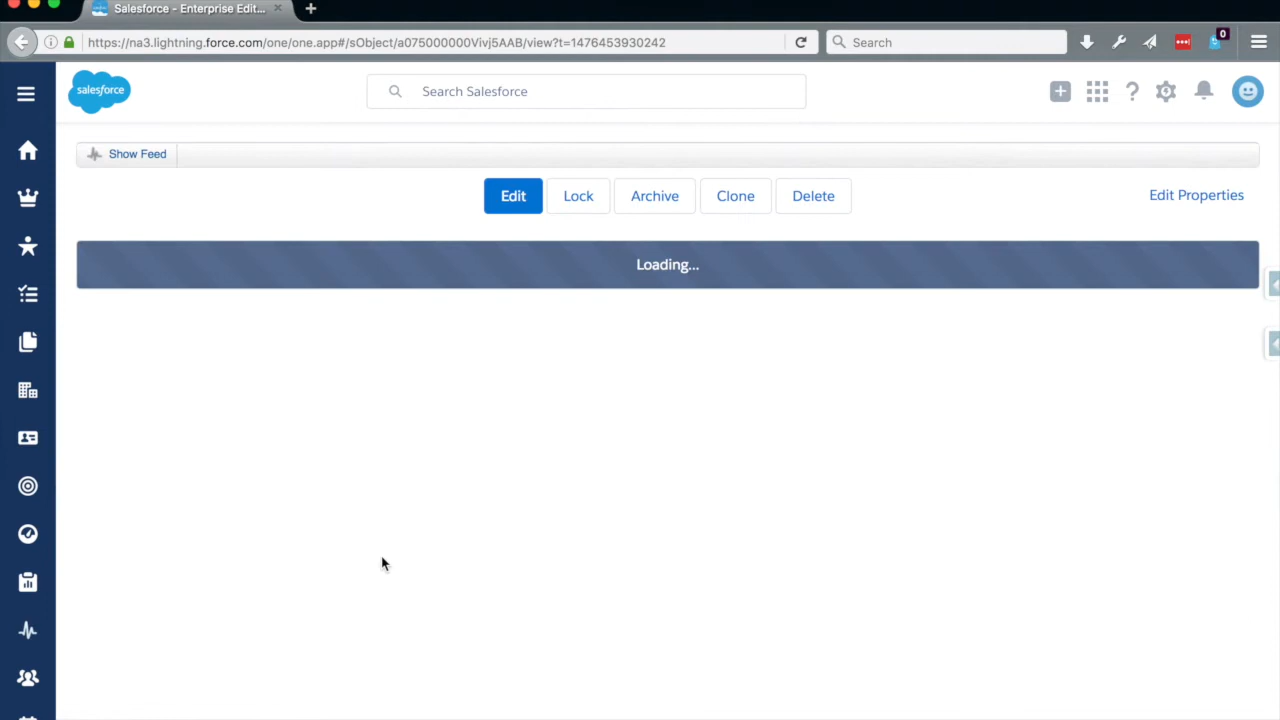 Salesforce - Enterprise Edit...
https://na3.lightning.force.com/one/one.app#/sObject/a075000000Vivj5AAB/view?t=1476453930242
Search
0
salesforce
Search Salesforce
Show Feed
Edit
Lock
Archive
Clone
Delete
Edit Properties
Loading...